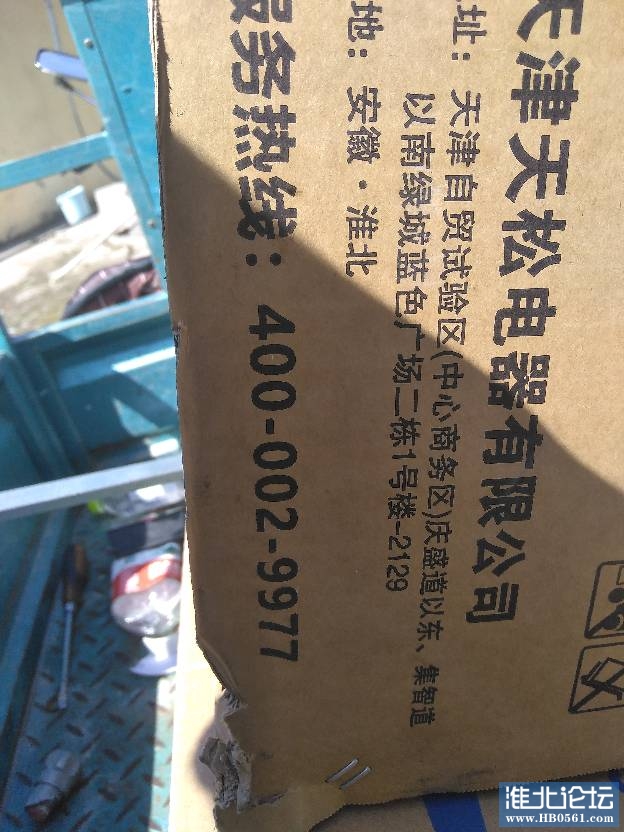 天津天松电器有限公司
址：天津自贸试验区(中心商务区)庆盛道以东、集智道
以南绿城蓝色广场二栋1号楼-2129
地：安徽·淮北
服务热线：400-002-9977
淮北论坛
www.HB0561.com